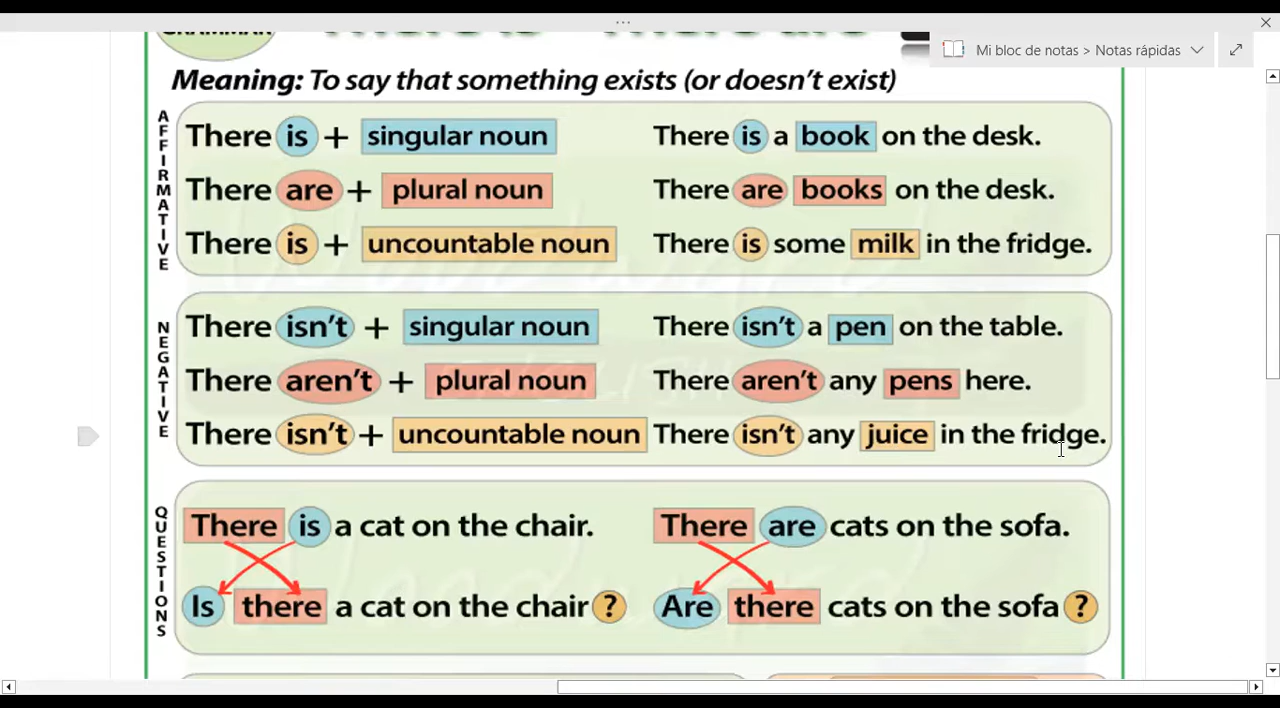 Mi bloc de notas > Notas rápidas
Meaning: To say that something exists (or doesn't exist)
AFFIRMATIVE
There is + singular noun There is a book on the desk.
There are + plural noun There are books on the desk.
There is + uncountable noun There is some milk in the fridge.
NEGATIVE
There isn't + singular noun There isn't a pen on the table.
There aren't + plural noun There aren't any pens here.
There isn't + uncountable noun There isn't any juice in the fridge.
QUESTIONS
There is a cat on the chair. There are cats on the sofa.
Is there a cat on the chair ? Are there cats on the sofa ?